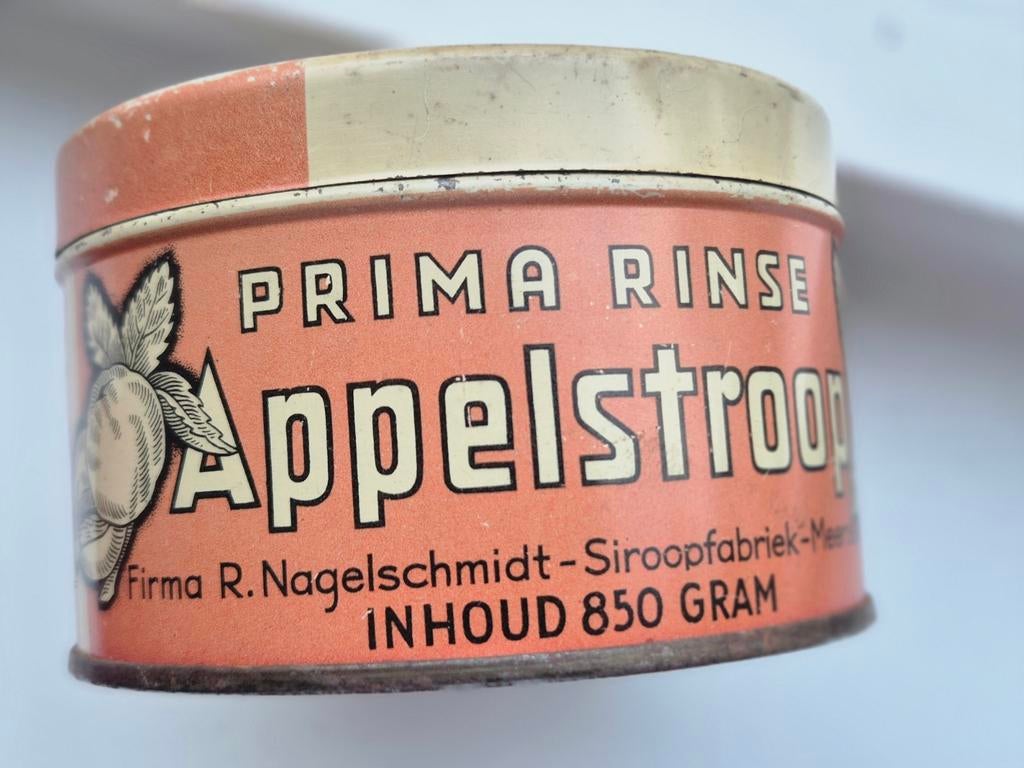 PRIMA RINSE
Appelstroop
Firma R. Nagelschmidt-Siroopfabriek-
INHOUD 850 GRAM